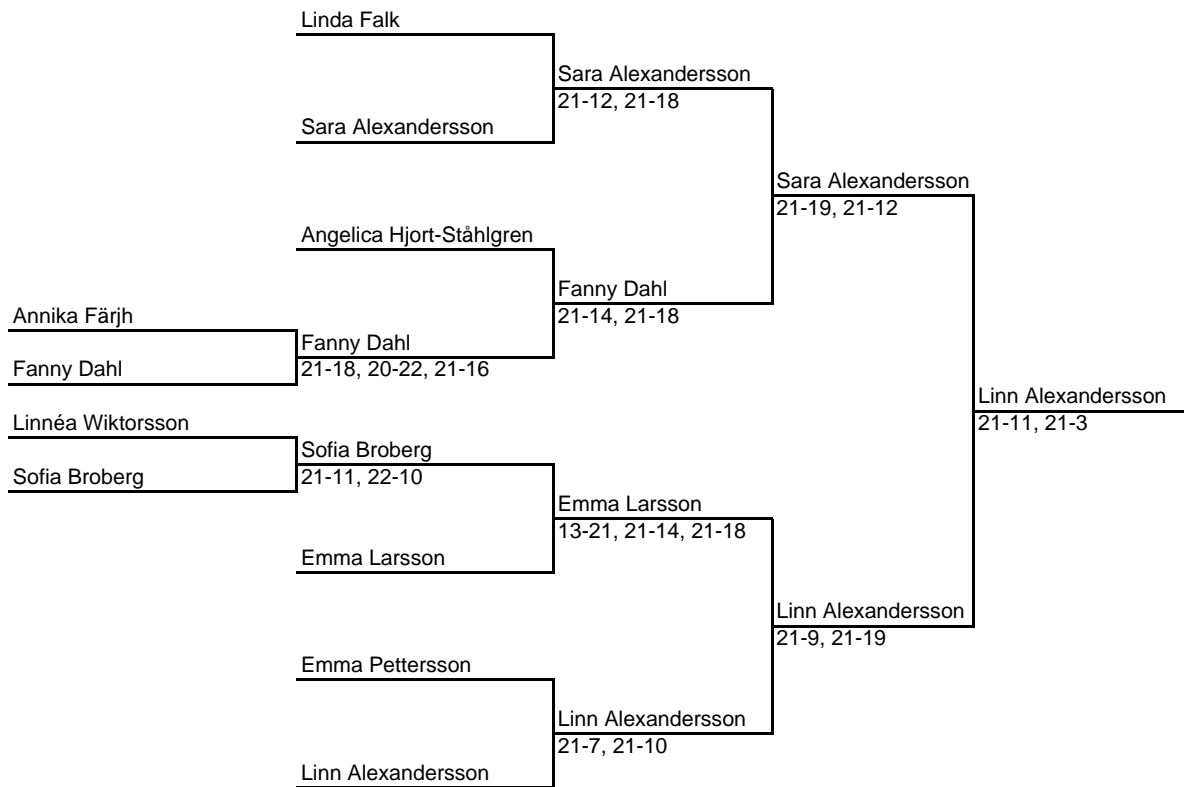 Linda Falk
Sara Alexandersson
21-12, 21-18
Sara Alexandersson
Sara Alexandersson
21-19, 21-12
Angelica Hjort-Ståhlgren
Fanny Dahl
21-14, 21-18
Annika Färjh
Fanny Dahl
21-18, 20-22, 21-16
Fanny Dahl
Linn Alexandersson
21-11, 21-3
Linnéa Wiktorsson
Sofia Broberg
21-11, 22-10
Sofia Broberg
Emma Larsson
13-21, 21-14, 21-18
Emma Larsson
Linn Alexandersson
21-9, 21-19
Emma Pettersson
Linn Alexandersson
21-7, 21-10
Linn Alexandersson